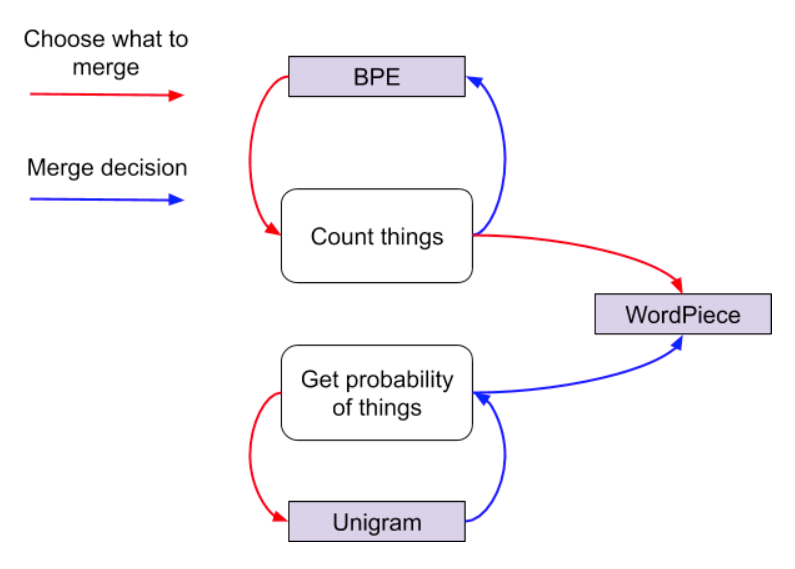 Choose what to
merge
BPE
Merge decision
Count things
WordPiece
Get probability
of things
Unigram